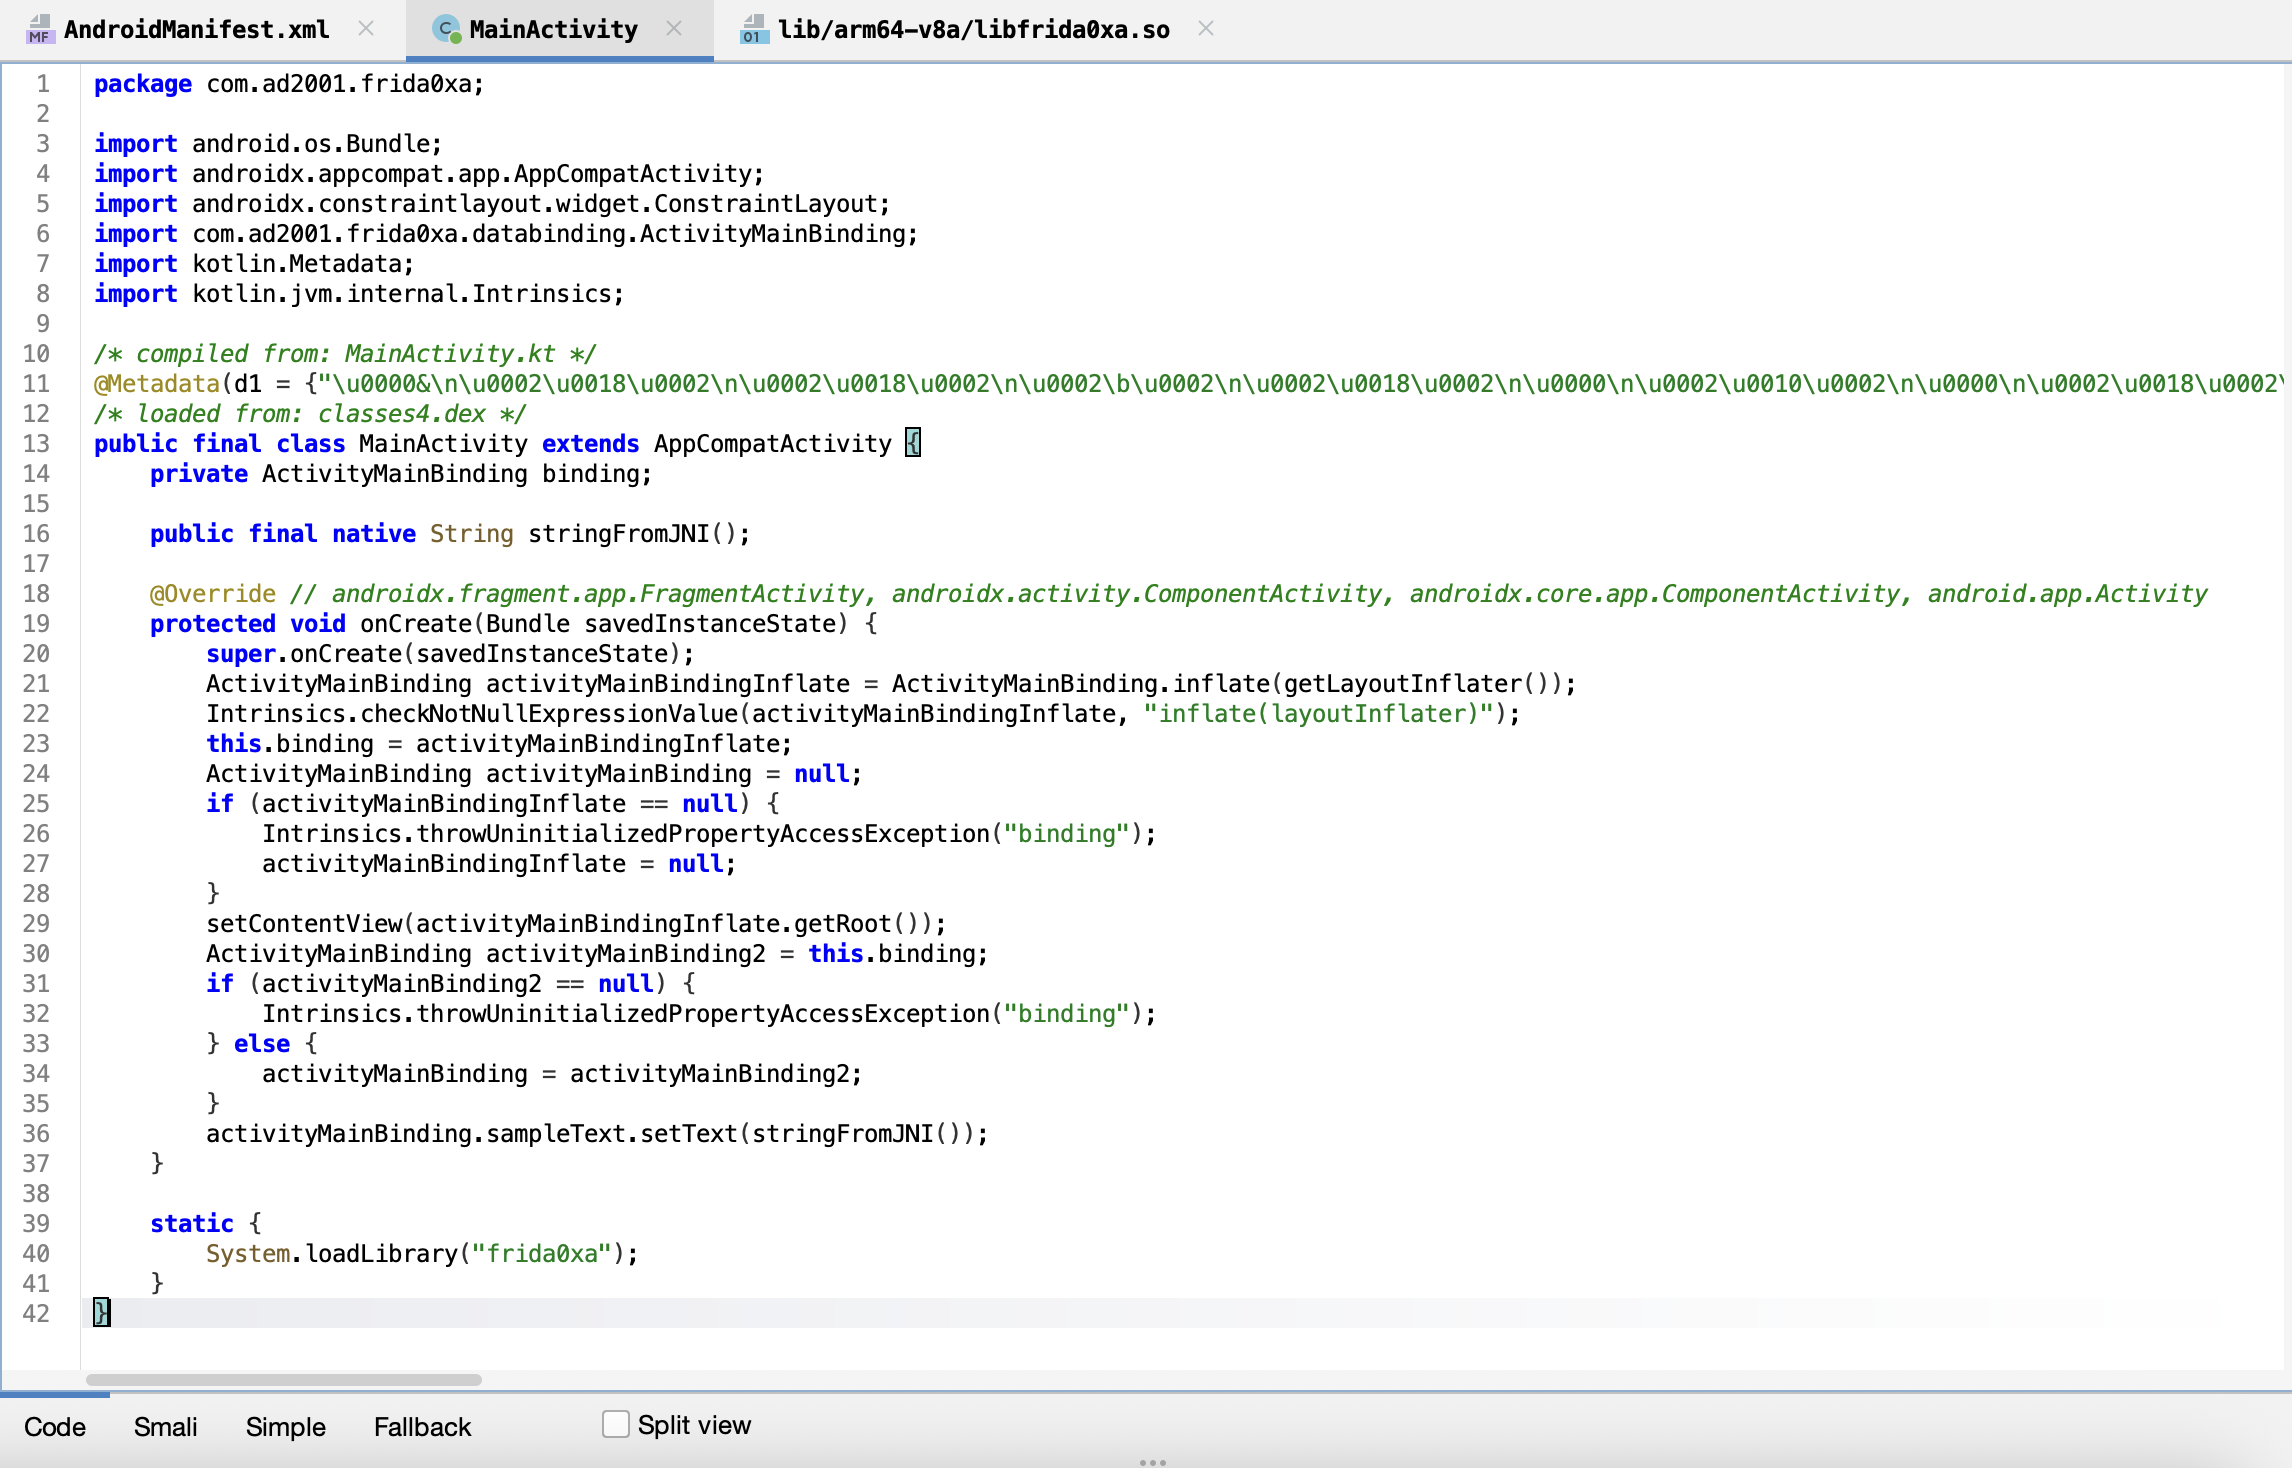 MF AndroidManifest.xml × C MainActivity × 01 lib/arm64-v8a/libfrida0xa.so ×
1 package com.ad2001.frida0xa;
2
3 import android.os.Bundle;
4 import androidx.appcompat.app.AppCompatActivity;
5 import androidx.constraintlayout.widget.ConstraintLayout;
6 import com.ad2001.frida0xa.databinding.ActivityMainBinding;
7 import kotlin.Metadata;
8 import kotlin.jvm.internal.Intrinsics;
9
10 /* compiled from: MainActivity.kt */
11 @Metadata(d1 = {"\u0000&\n\u0002\u0018\u0002\n\u0002\u0018\u0002\n\u0002\b\u0002\n\u0002\u0018\u0002\n\u0000\n\u0002\u0010\u0002\n\u0000\n\u0002\u0018\u0002\
12 /* loaded from: classes4.dex */
13 public final class MainActivity extends AppCompatActivity {
14     private ActivityMainBinding binding;
15
16     public final native String stringFromJNI();
17
18     @Override // androidx.fragment.app.FragmentActivity, androidx.activity.ComponentActivity, androidx.core.app.ComponentActivity, android.app.Activity
19     protected void onCreate(Bundle savedInstanceState) {
20         super.onCreate(savedInstanceState);
21         ActivityMainBinding activityMainBindingInflate = ActivityMainBinding.inflate(getLayoutInflater());
22         Intrinsics.checkNotNullExpressionValue(activityMainBindingInflate, "inflate(layoutInflater)");
23         this.binding = activityMainBindingInflate;
24         ActivityMainBinding activityMainBinding = null;
25         if (activityMainBindingInflate == null) {
26             Intrinsics.throwUninitializedPropertyAccessException("binding");
27             activityMainBindingInflate = null;
28         }
29         setContentView(activityMainBindingInflate.getRoot());
30         ActivityMainBinding activityMainBinding2 = this.binding;
31         if (activityMainBinding2 == null) {
32             Intrinsics.throwUninitializedPropertyAccessException("binding");
33         } else {
34             activityMainBinding = activityMainBinding2;
35         }
36         activityMainBinding.sampleText.setText(stringFromJNI());
37     }
38
39     static {
40         System.loadLibrary("frida0xa");
41     }
42 }
Code Smali Simple Fallback Split view